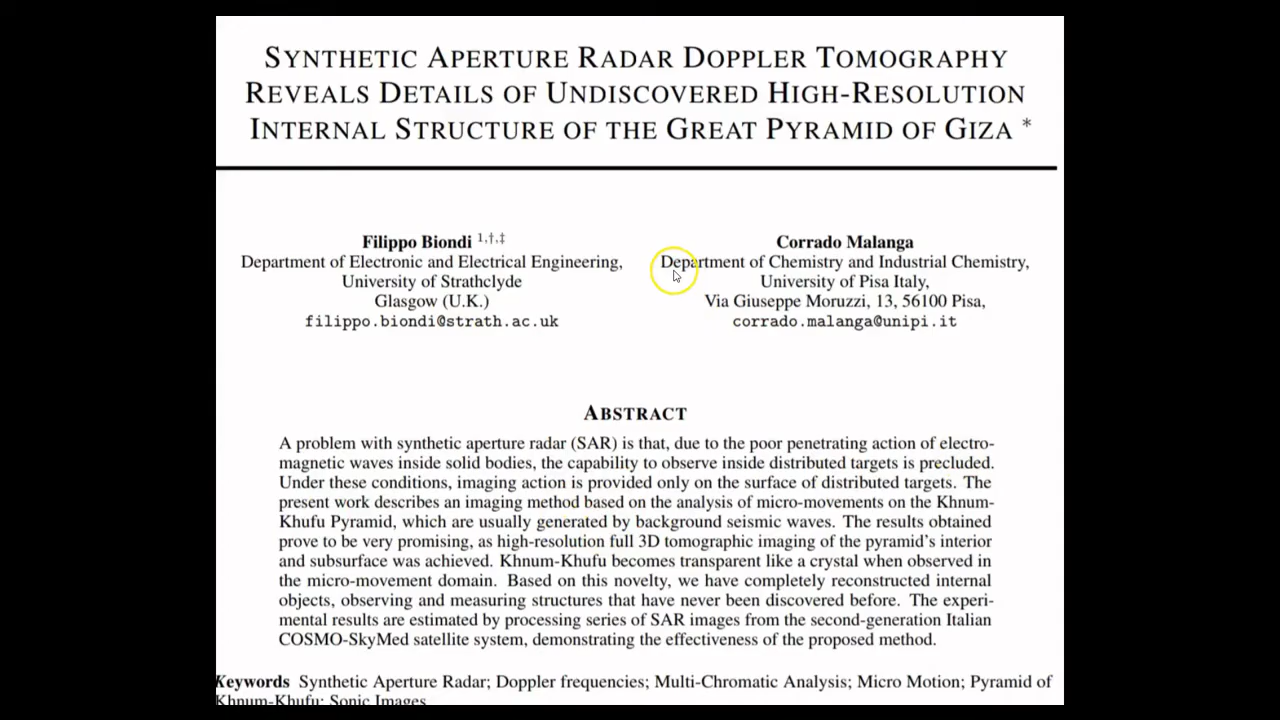 SYNTHETIC APERTURE RADAR DOPPLER TOMOGRAPHY
REVEALS DETAILS OF UNDISCOVERED HIGH-RESOLUTION
INTERNAL STRUCTURE OF THE GREAT PYRAMID OF GIZA *
Filippo Biondi 1,†,‡
Department of Electronic and Electrical Engineering,
University of Strathclyde
Glasgow (U.K.)
filippo.biondi@strath.ac.uk
Corrado Malanga
Department of Chemistry and Industrial Chemistry,
University of Pisa Italy,
Via Giuseppe Moruzzi, 13, 56100 Pisa,
corrado.malanga@unipi.it
ABSTRACT
A problem with synthetic aperture radar (SAR) is that, due to the poor penetrating action of electro-
magnetic waves inside solid bodies, the capability to observe inside distributed targets is precluded.
Under these conditions, imaging action is provided only on the surface of distributed targets. The
present work describes an imaging method based on the analysis of micro-movements on the Khnum-
Khufu Pyramid, which are usually generated by background seismic waves. The results obtained
prove to be very promising, as high-resolution full 3D tomographic imaging of the pyramid's interior
and subsurface was achieved. Khnum-Khufu becomes transparent like a crystal when observed in
the micro-movement domain. Based on this novelty, we have completely reconstructed internal
objects, observing and measuring structures that have never been discovered before. The experi-
mental results are estimated by processing series of SAR images from the second-generation Italian
COSMO-SkyMed satellite system, demonstrating the effectiveness of the proposed method.
Keywords Synthetic Aperture Radar; Doppler frequencies; Multi-Chromatic Analysis; Micro Motion; Pyramid of
Khnum-Khufu; Sonic Images